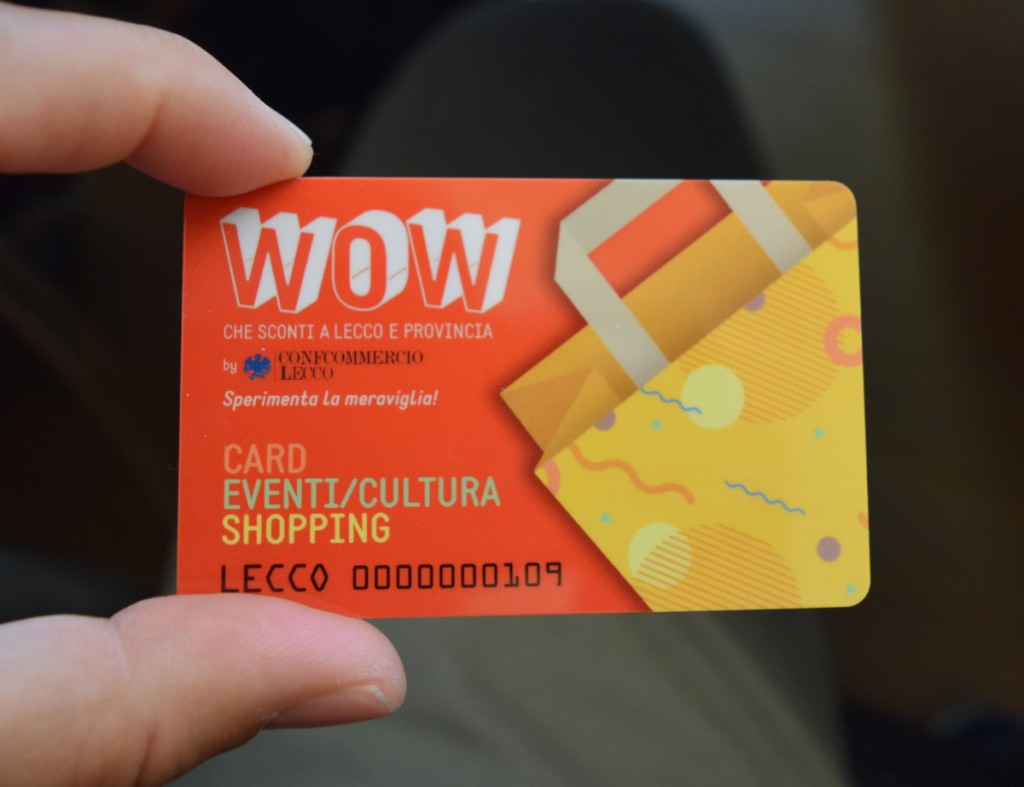 WOW
CHE SCONTI A LECCO E PROVINCIA
by CONFCOMMERCIO
LECCO
Sperimenta la meraviglia!
CARD
EVENTI/CULTURA
SHOPPING
LECCO 0000000109